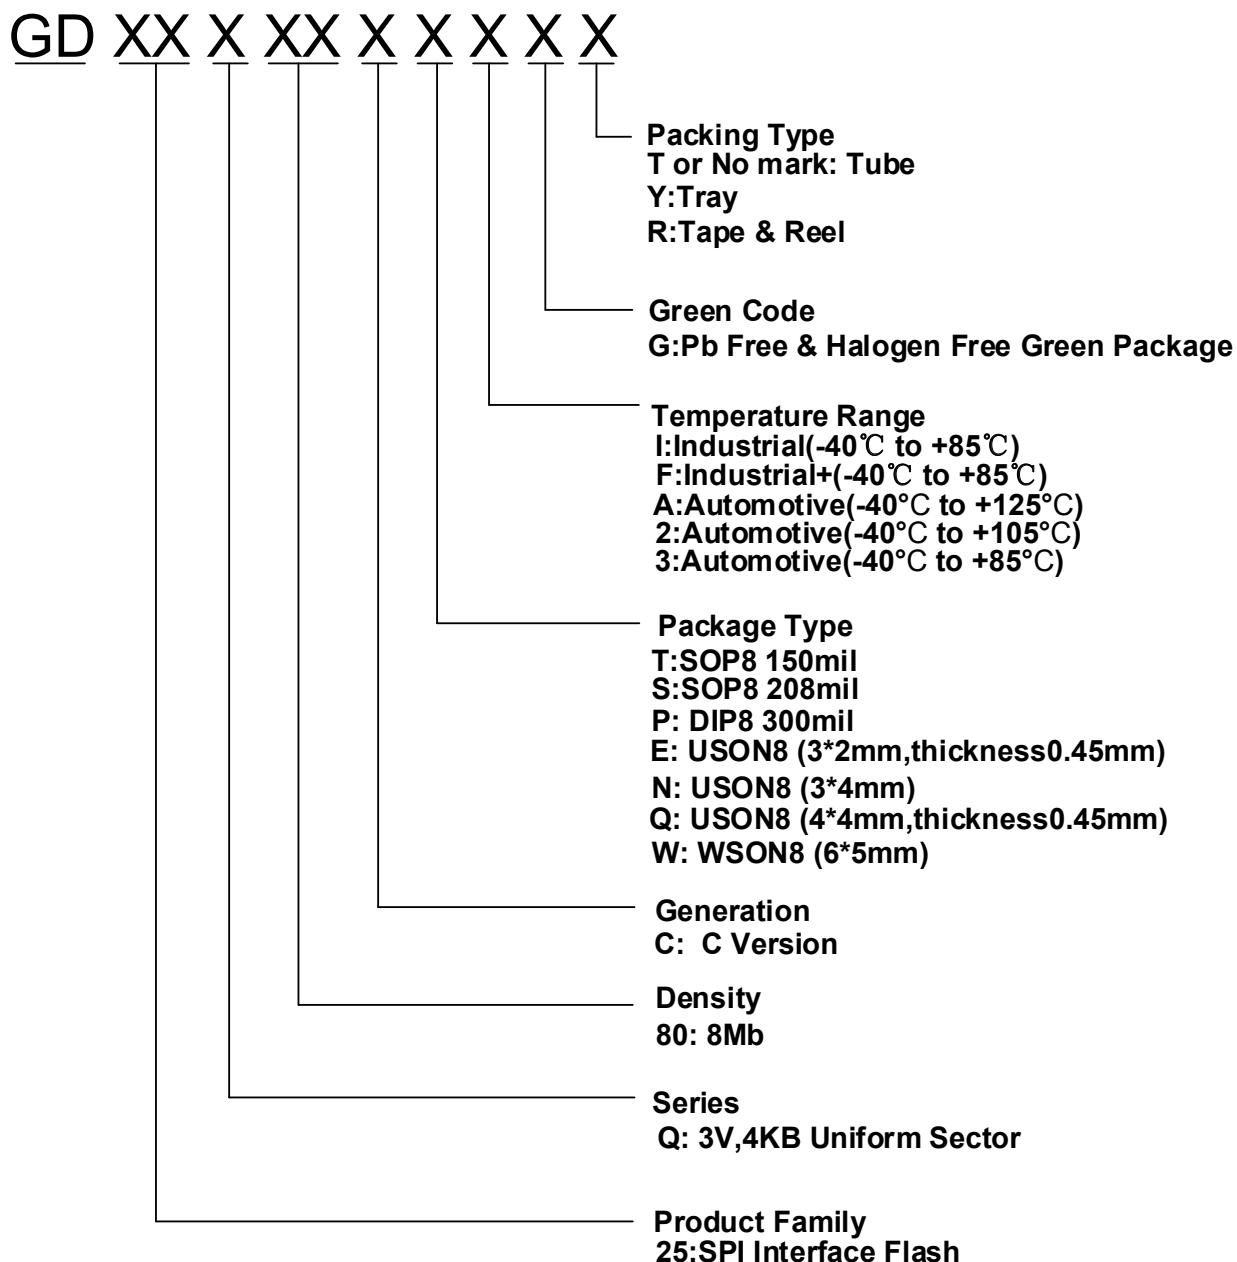 GD XX X XX X X X X X
Packing Type
T or No mark: Tube
Y:Tray
R:Tape & Reel
Green Code
G:Pb Free & Halogen Free Green Package
Temperature Range
I:Industrial(-40℃ to +85℃)
F:Industrial+(-40℃ to +85℃)
A:Automotive(-40°C to +125°C)
2:Automotive(-40°C to +105°C)
3:Automotive(-40°C to +85°C)
Package Type
T:SOP8 150mil
S:SOP8 208mil
P: DIP8 300mil
E: USON8 (3*2mm,thickness0.45mm)
N: USON8 (3*4mm)
Q: USON8 (4*4mm,thickness0.45mm)
W: WSON8 (6*5mm)
Generation
C: C Version
Density
80: 8Mb
Series
Q: 3V,4KB Uniform Sector
Product Family
25:SPI Interface Flash